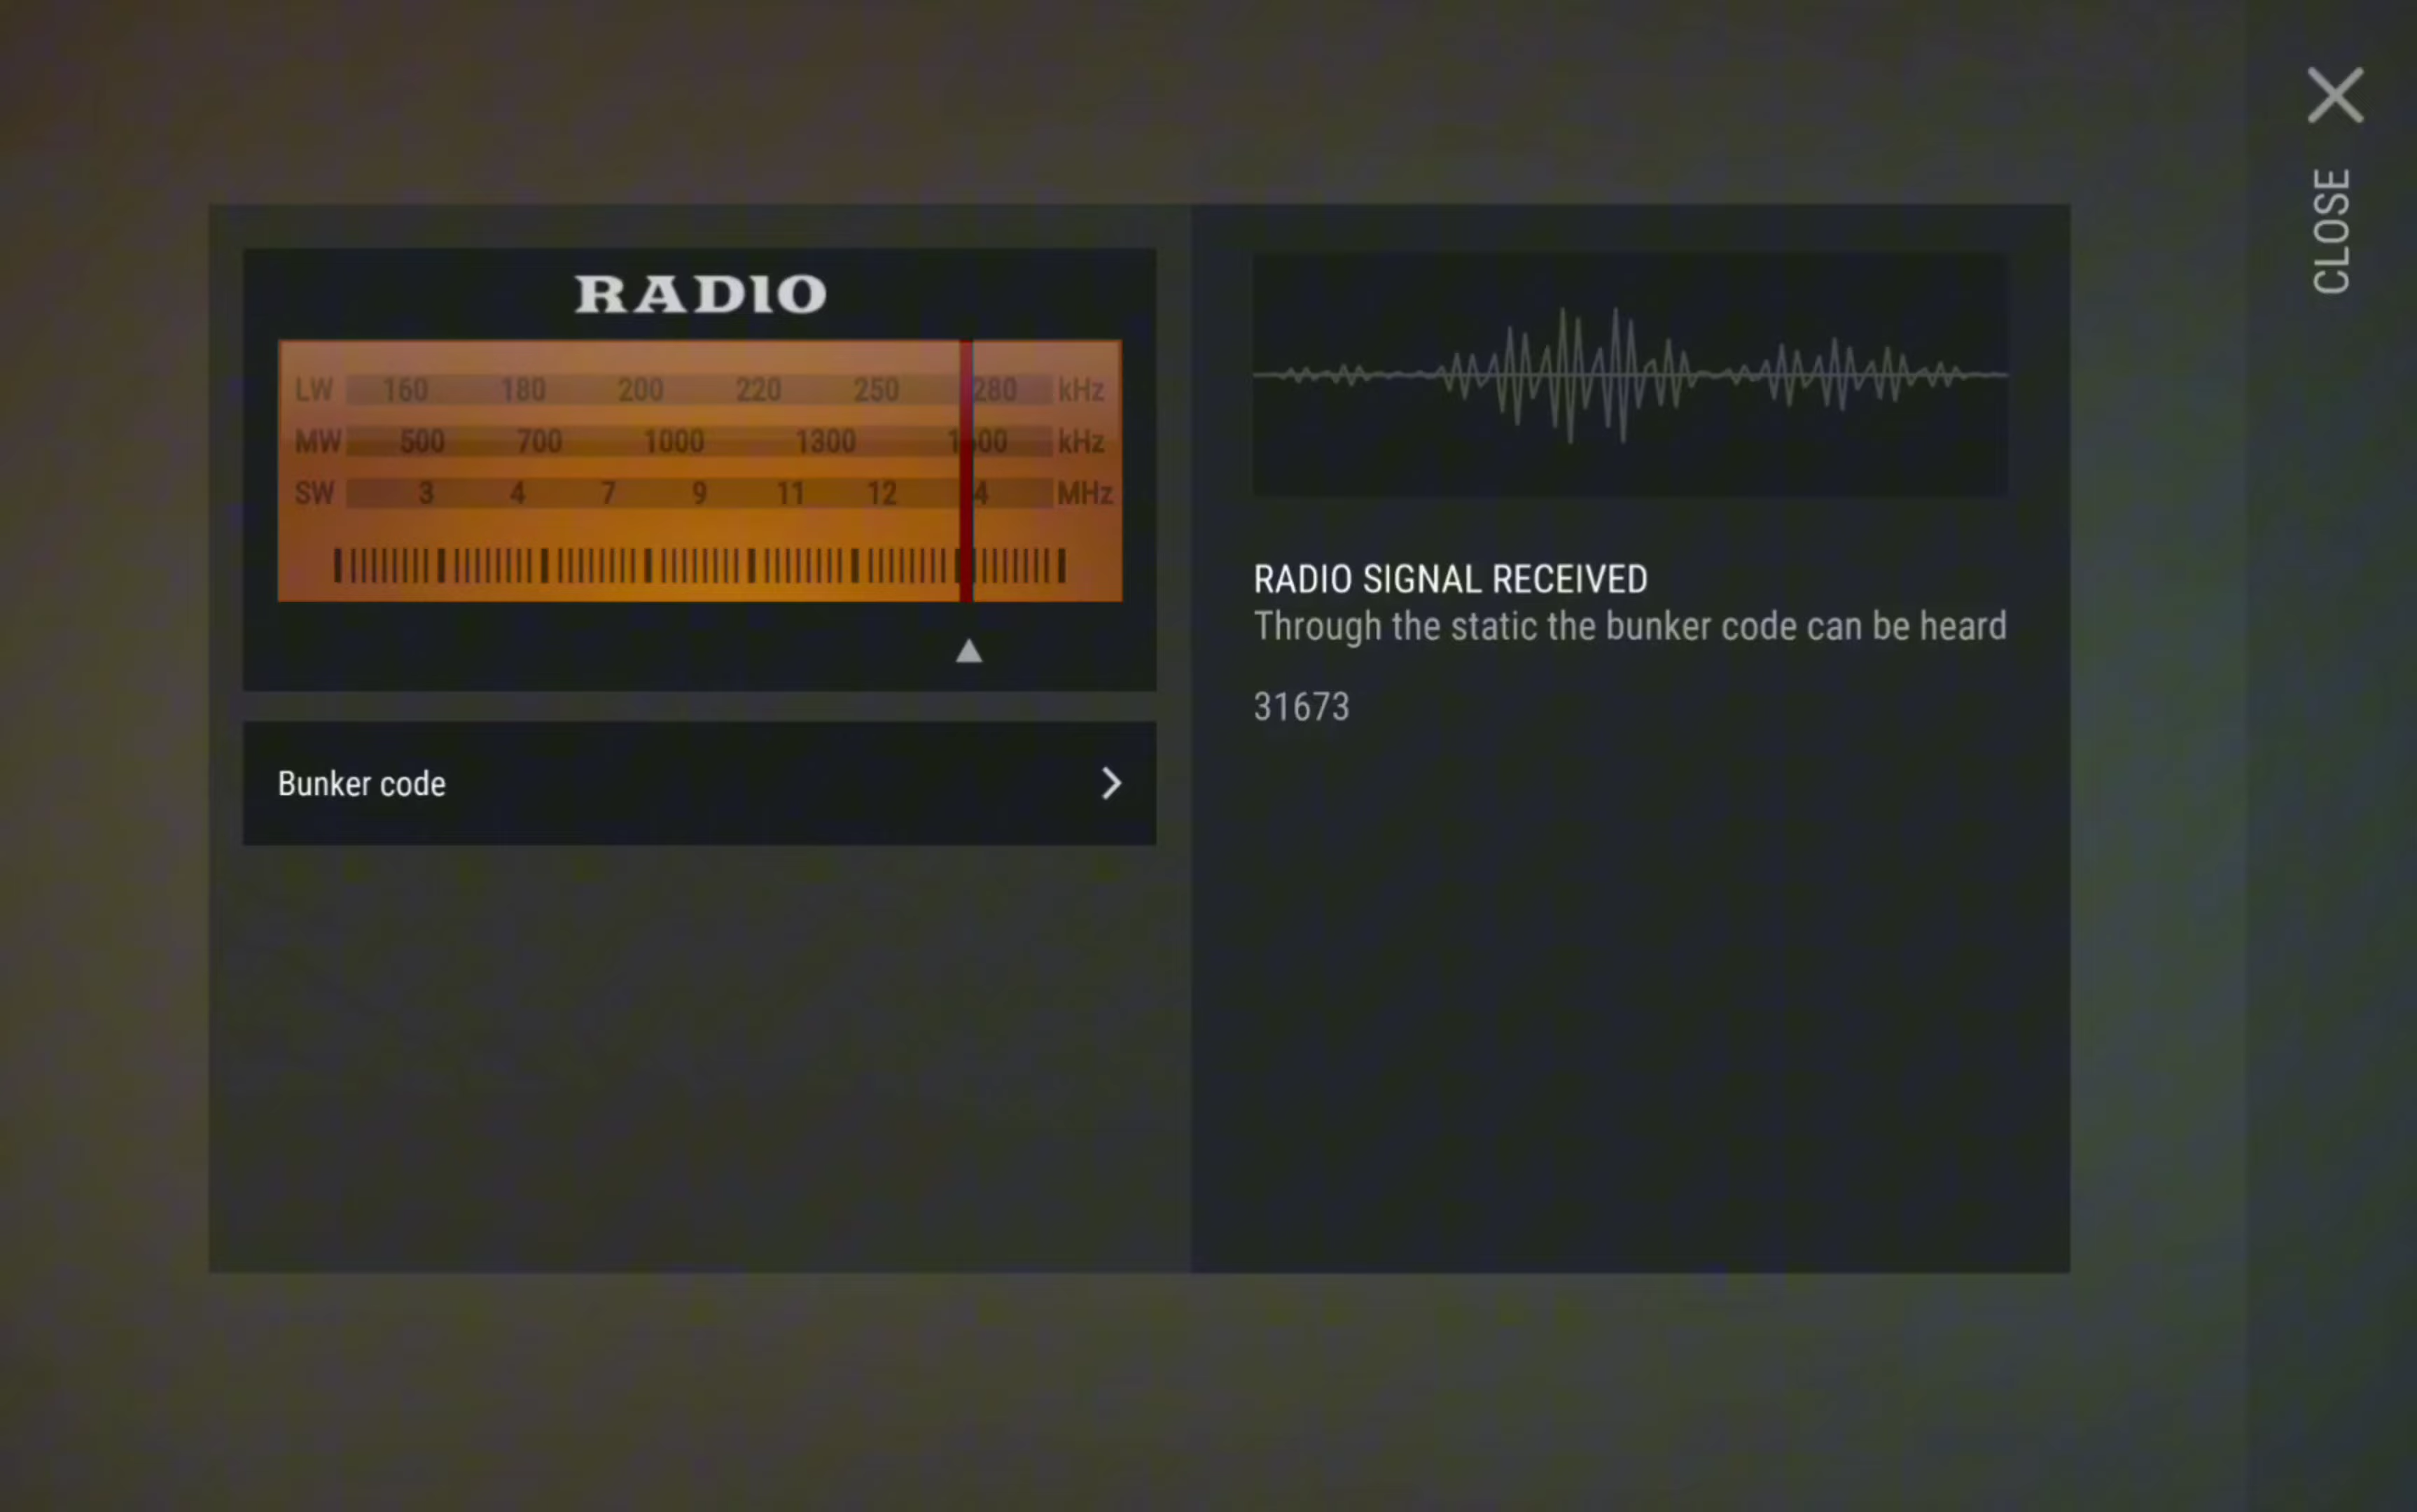 RADIO
LW 160 180 200 220 250 280 kHz
MW 500 700 1000 1300 kHz
SW 3 4 7 9 11 12 MHz
Bunker code
RADIO SIGNAL RECEIVED
Through the static the bunker code can be heard
31673
CLOSE